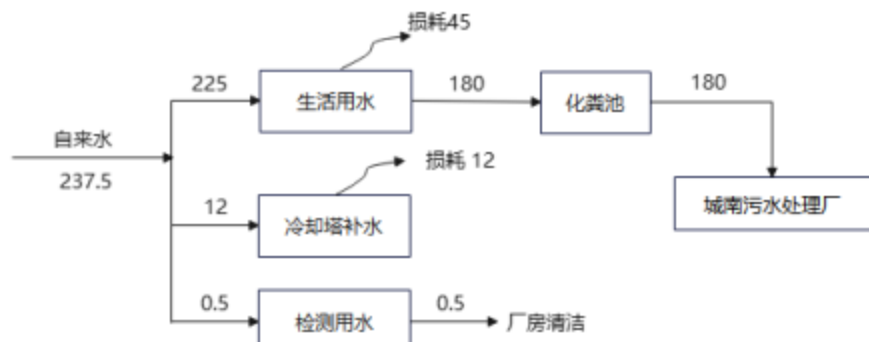 损耗45
225
生活用水
180
化粪池
180
自来水
237.5
损耗 12
12
冷却塔补水
城南污水处理厂
0.5
检测用水
0.5
厂房清洁